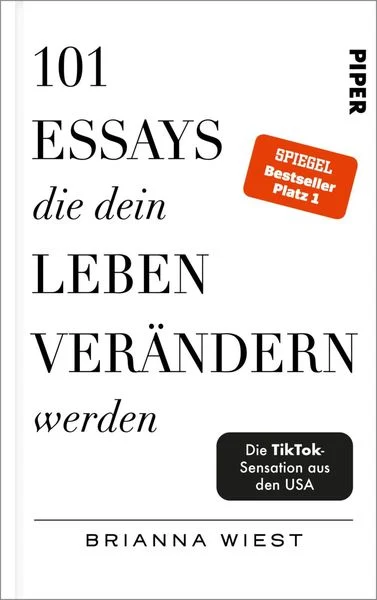 101
ESSAYS
die dein
LEBEN
VERÄNDERN
werden
PIPER
SPIEGEL
Bestseller
Platz 1
Die TikTok-
Sensation aus
den USA
BRIANNA WIEST